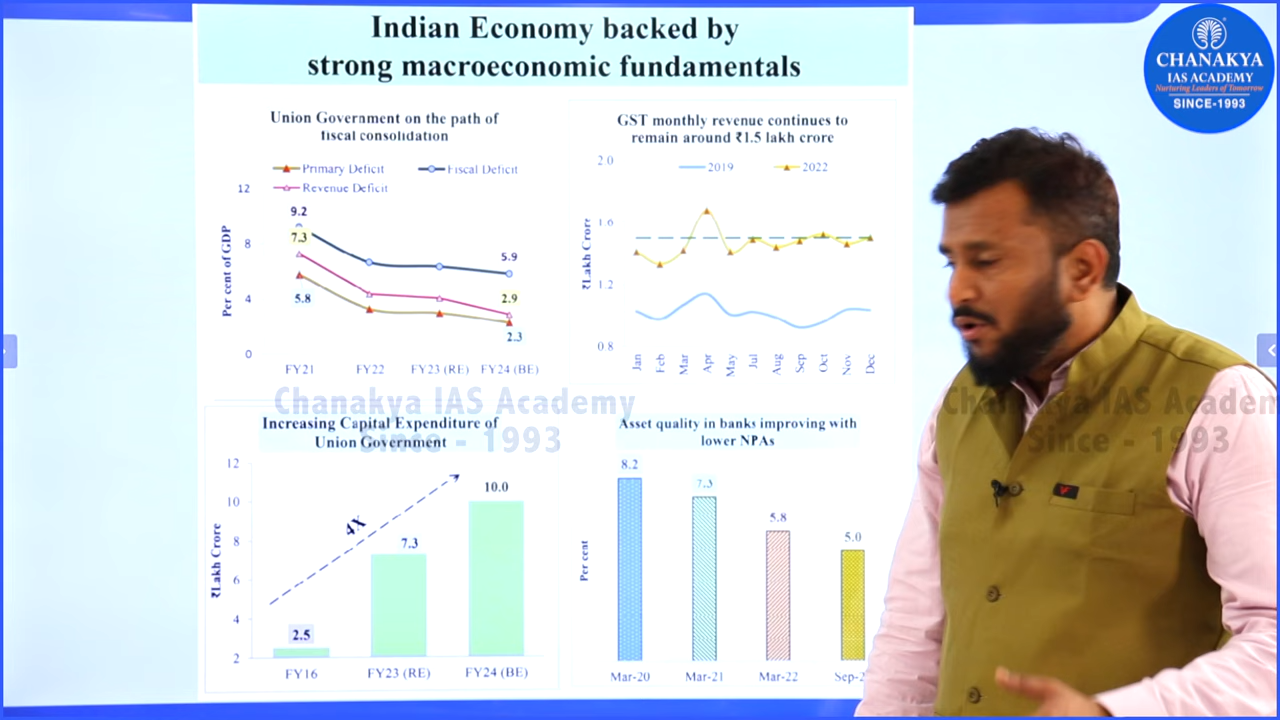 Indian Economy backed by
strong macroeconomic fundamentals
CHANAKYA
IAS ACADEMY
Nurturing Leaders of Tomorrow
SINCE-1993
Union Government on the path of
fiscal consolidation
Primary Deficit
Fiscal Deficit
Revenue Deficit
Per cent of GDP
12
8
4
0
9.2
7.3
5.8
5.9
2.9
2.3
FY21 FY22 FY23 (RE) FY24 (BE)
GST monthly revenue continues to
remain around ₹1.5 lakh crore
2019
2022
₹Lakh Crore
2.0
1.6
1.2
0.8
Jan Feb Mar Apr May Jul Aug Sep Oct Nov Dec
Chanakya IAS Academy
Since - 1993
Chanakya IAS Academ
Since - 1993
Increasing Capital Expenditure of
Union Government
₹Lakh Crore
12
10
8
6
4
2
4X
2.5
7.3
10.0
FY16 FY23 (RE) FY24 (BE)
Asset quality in banks improving with
lower NPAs
Per cent
8.2
7.3
5.8
5.0
Mar-20 Mar-21 Mar-22 Sep-2